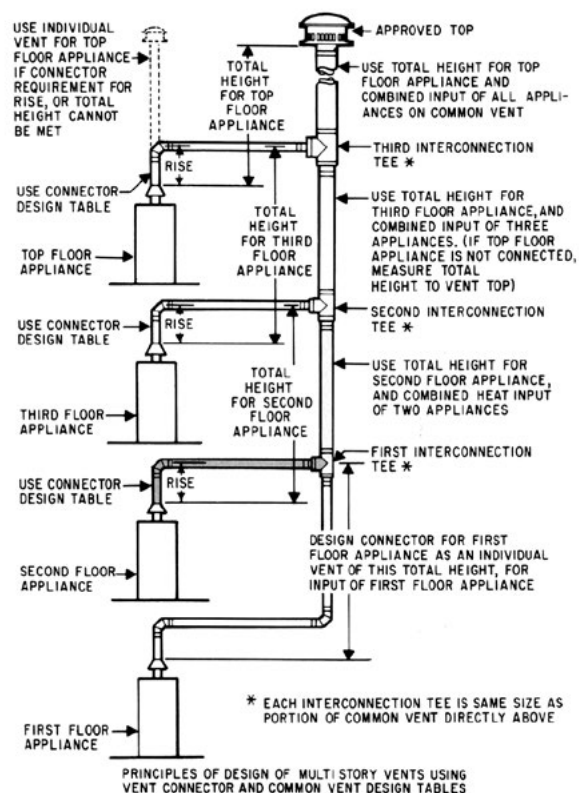 USE INDIVIDUAL
VENT FOR TOP
FLOOR APPLIANCE
IF CONNECTOR
REQUIREMENT FOR
RISE, OR TOTAL
HEIGHT CANNOT
BE MET
TOTAL
HEIGHT
FOR TOP
FLOOR
APPLIANCE
APPROVED TOP
USE TOTAL HEIGHT FOR TOP
FLOOR APPLIANCE AND
COMBINED INPUT OF ALL APPLI-
ANCES ON COMMON VENT
RISE
THIRD INTERCONNECTION
TEE *
USE CONNECTOR
DESIGN TABLE
TOP FLOOR
APPLIANCE
TOTAL
HEIGHT
FOR THIRD
FLOOR
APPLIANCE
USE TOTAL HEIGHT FOR
THIRD FLOOR APPLIANCE, AND
COMBINED INPUT OF THREE
APPLIANCES. (IF TOP FLOOR
APPLIANCE IS NOT CONNECTED,
MEASURE TOTAL
HEIGHT TO VENT TOP)
RISE
SECOND INTERCONNECTION
TEE *
USE CONNECTOR
DESIGN TABLE
THIRD FLOOR
APPLIANCE
TOTAL
HEIGHT
FOR SECOND
FLOOR
APPLIANCE
USE TOTAL HEIGHT FOR
SECOND FLOOR APPLIANCE,
AND COMBINED HEAT INPUT
OF TWO APPLIANCES
FIRST INTERCONNECTION
TEE *
RISE
USE CONNECTOR
DESIGN TABLE
SECOND FLOOR
APPLIANCE
DESIGN CONNECTOR FOR FIRST
FLOOR APPLIANCE AS AN INDIVIDUAL
VENT OF THIS TOTAL HEIGHT, FOR
INPUT OF FIRST FLOOR APPLIANCE
FIRST FLOOR
APPLIANCE
* EACH INTERCONNECTION TEE IS SAME SIZE AS
PORTION OF COMMON VENT DIRECTLY ABOVE
PRINCIPLES OF DESIGN OF MULTISTORY VENTS USING
VENT CONNECTOR AND COMMON VENT DESIGN TABLES